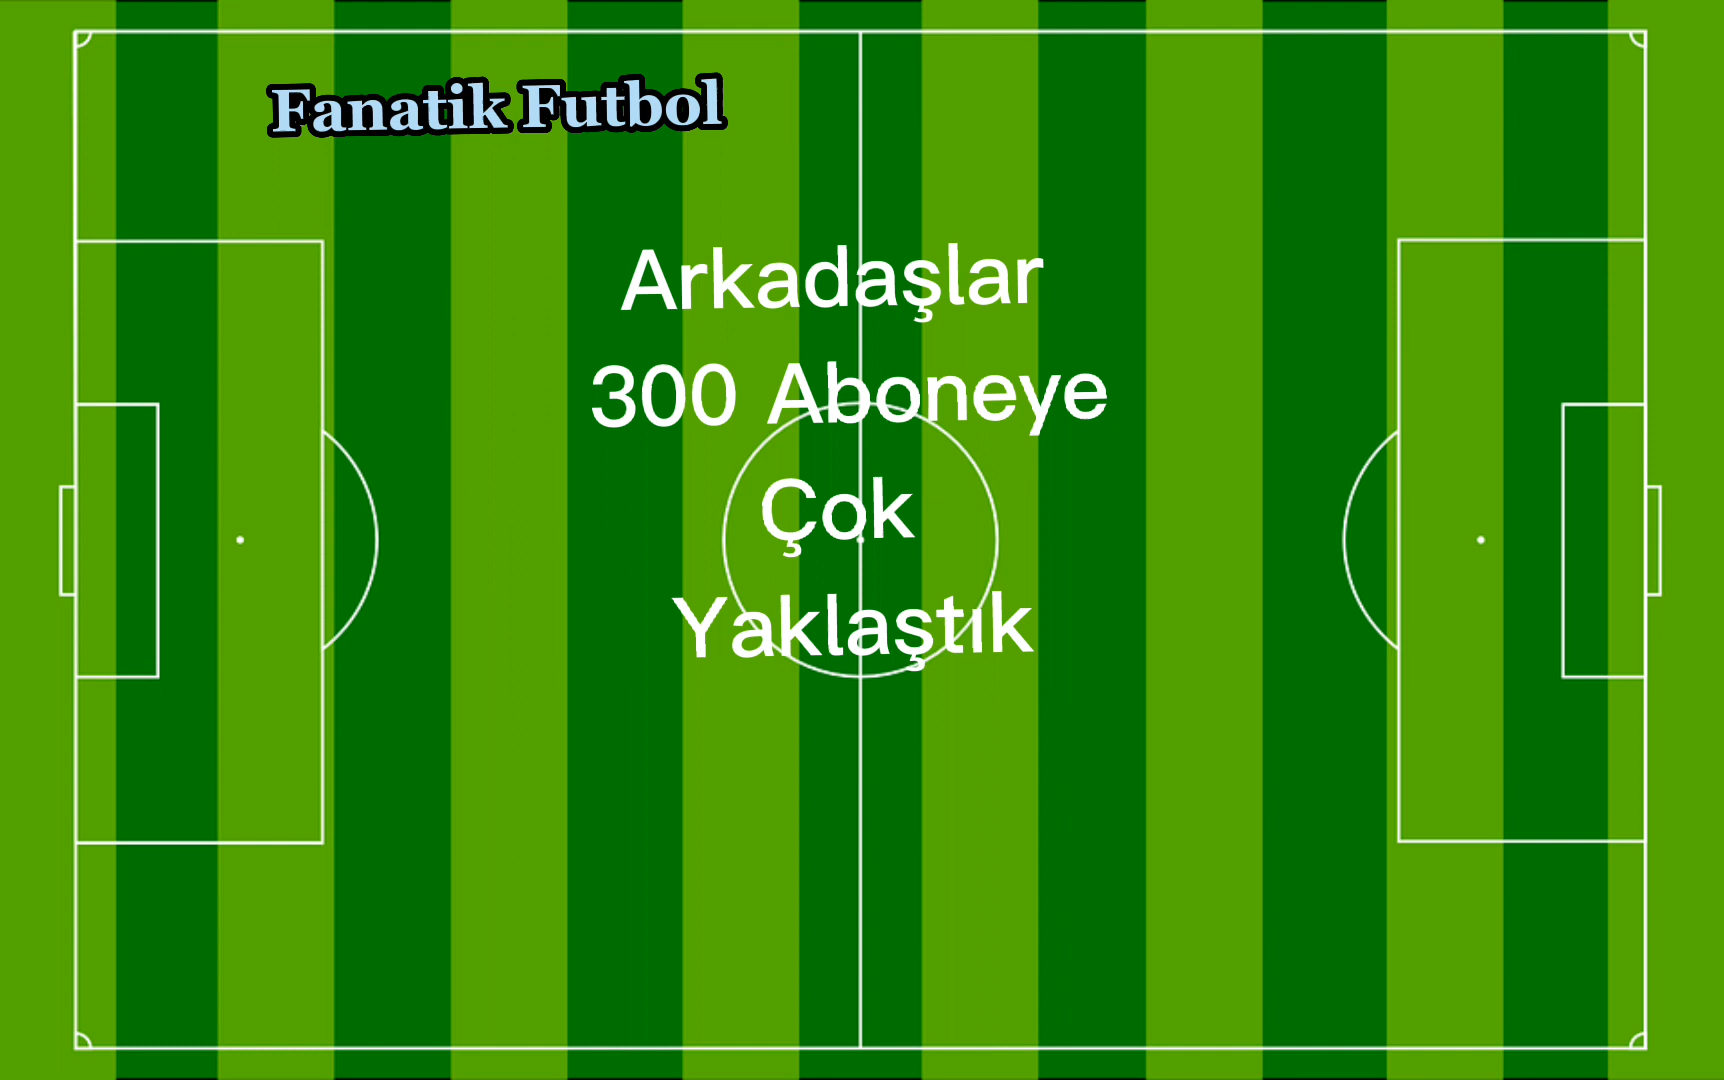 Fanatik Futbol
Arkadaşlar
300 Aboneye
Çok
Yaklaştık